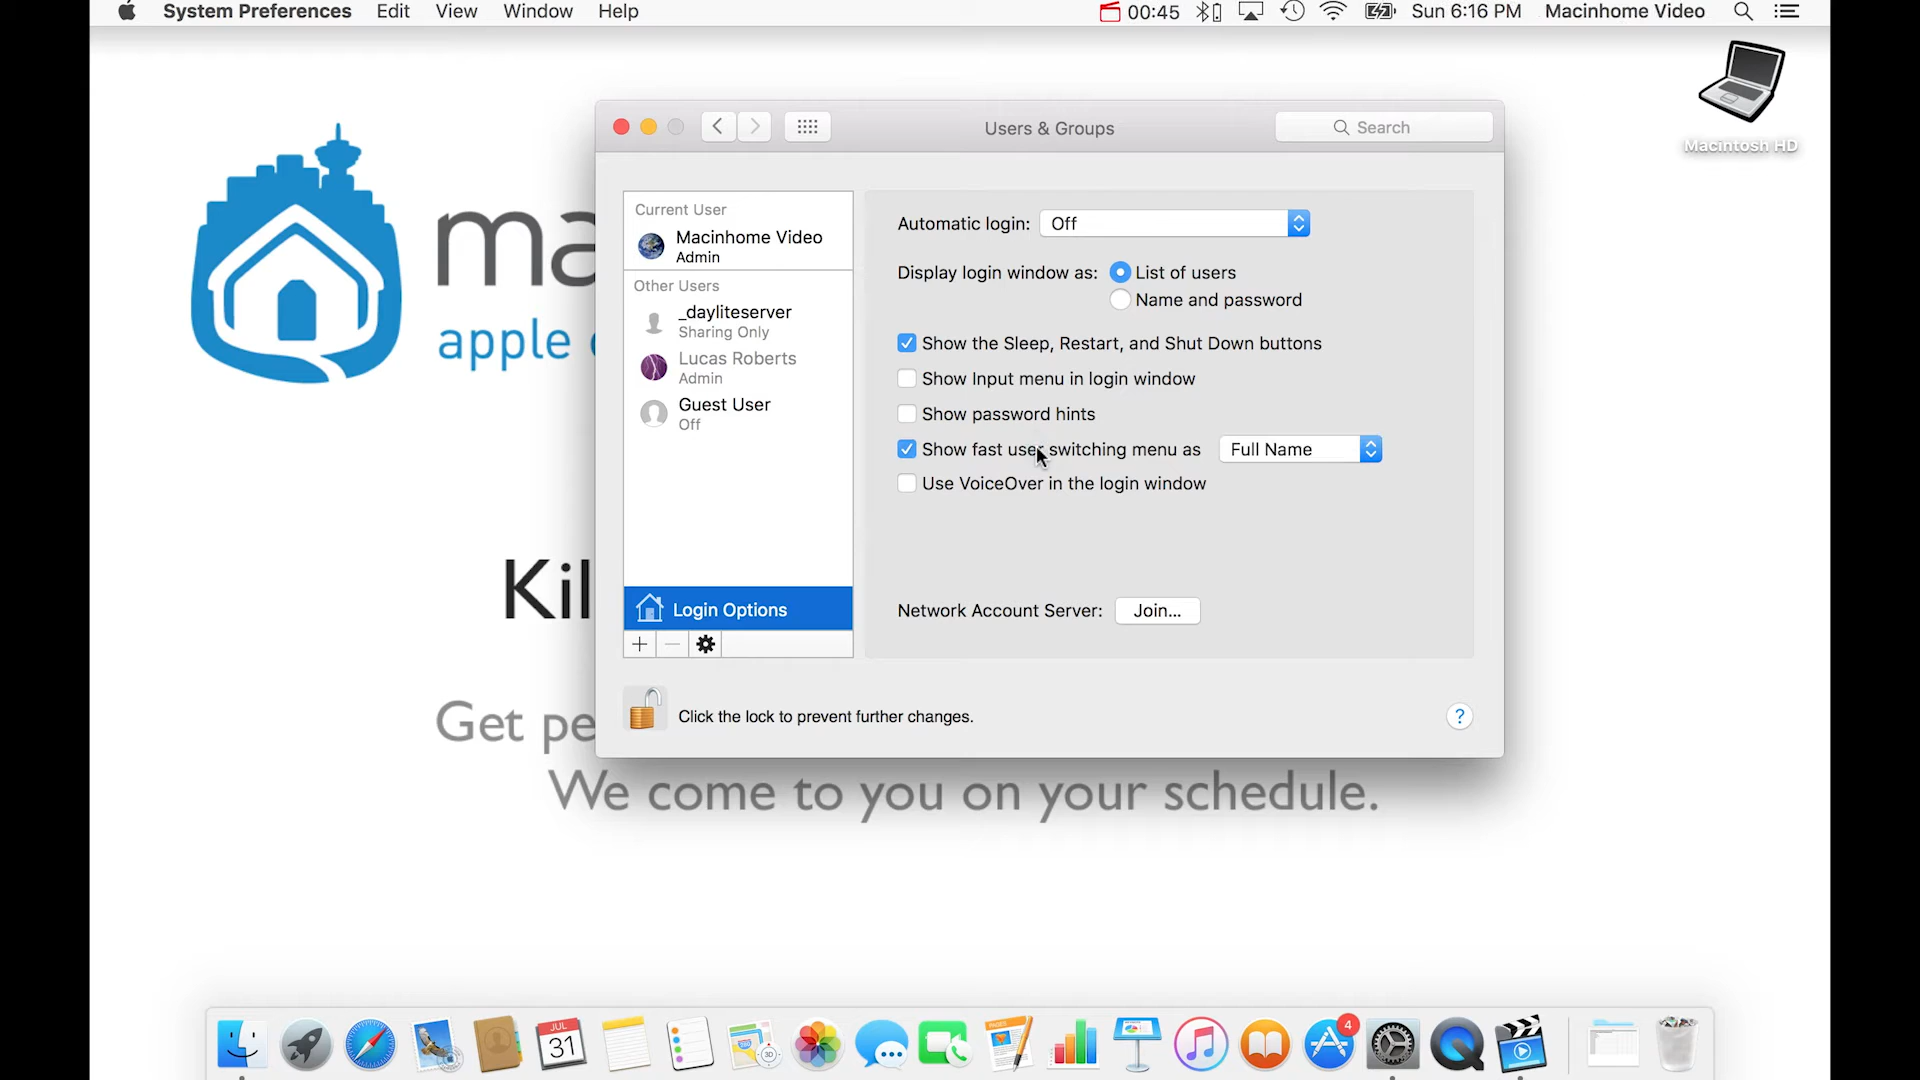 System Preferences Edit View Window Help 00:45 Sun 6:16 PM Macinhome Video
Macintosh HD
ma
apple
Kil
Get pe
We come to you on your schedule.
Users & Groups
Search
Current User
Macinhome Video
Admin
Other Users
_dayliteserver
Sharing Only
Lucas Roberts
Admin
Guest User
Off
Login Options
Automatic login: Off
Display login window as: List of users
Name and password
Show the Sleep, Restart, and Shut Down buttons
Show Input menu in login window
Show password hints
Show fast user switching menu as Full Name
Use VoiceOver in the login window
Network Account Server: Join...
Click the lock to prevent further changes.
?
JUL
31
PAGES
3D
4